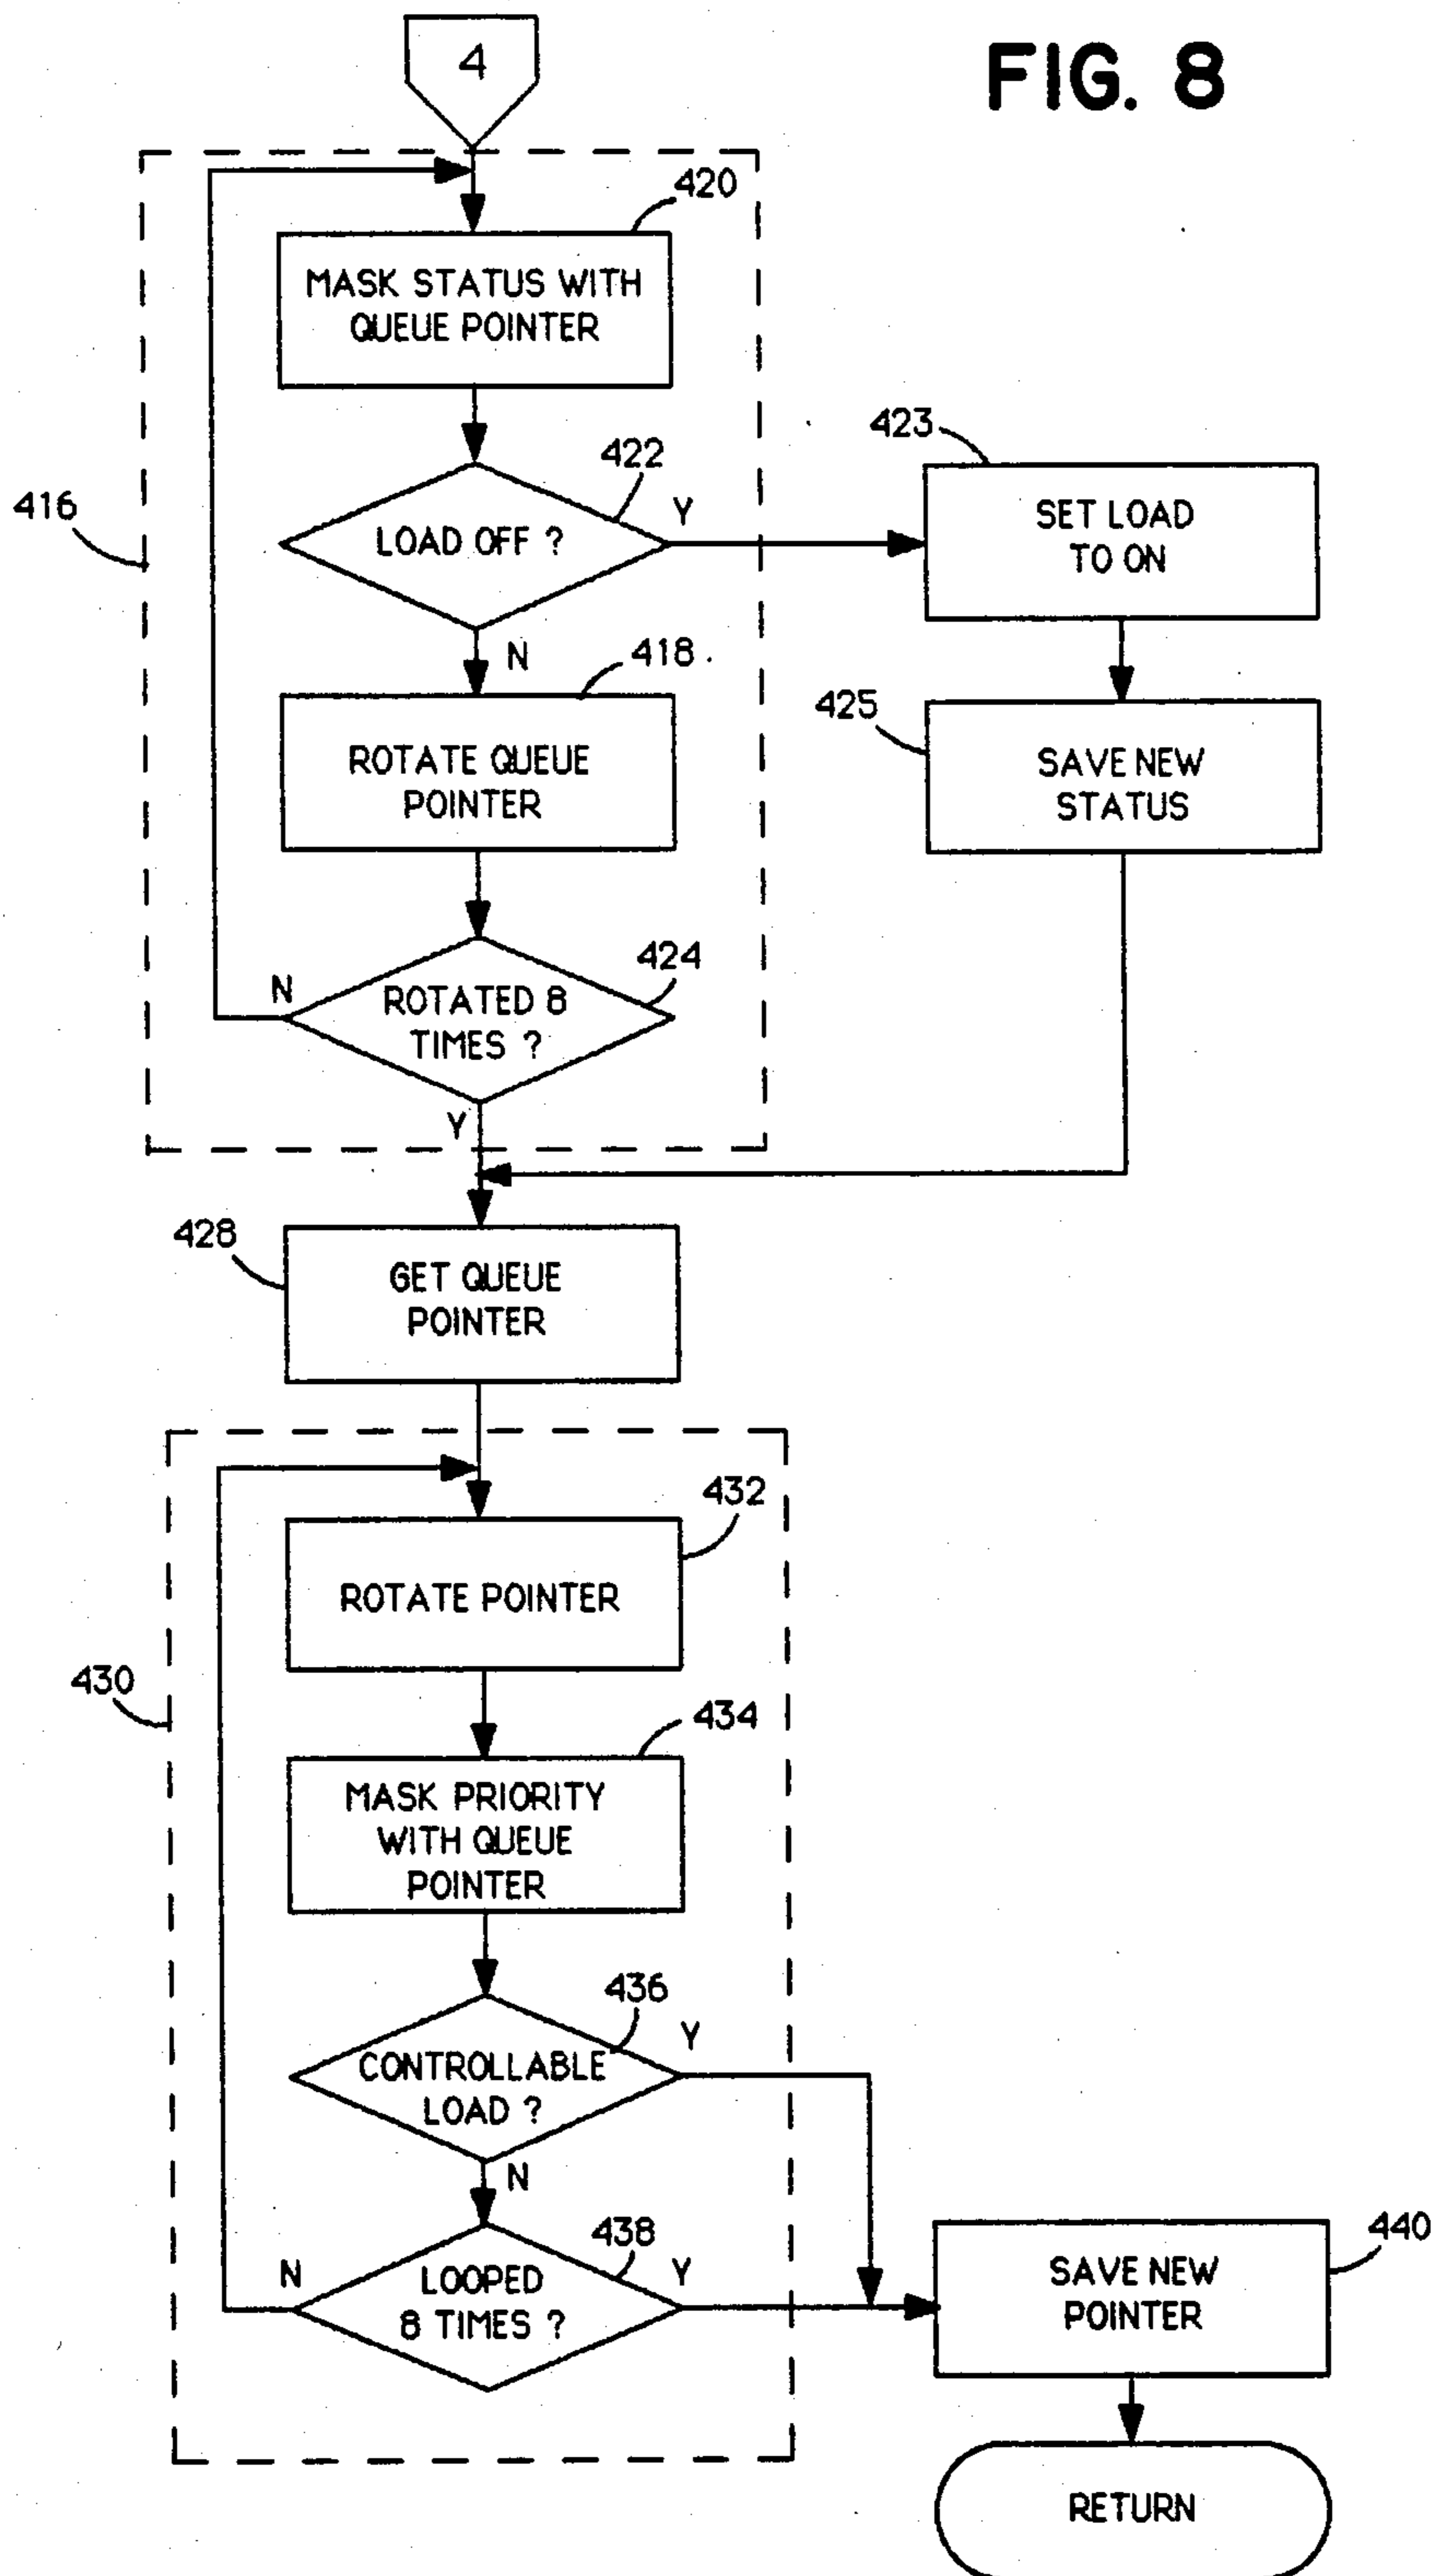 4
FIG. 8
420
MASK STATUS WITH
QUEUE POINTER
422
416
LOAD OFF ?
Y
423
SET LOAD
TO ON
N
418
ROTATE QUEUE
POINTER
425
SAVE NEW
STATUS
424
N
ROTATED 8
TIMES ?
Y
428
GET QUEUE
POINTER
432
ROTATE POINTER
430
434
MASK PRIORITY
WITH QUEUE
POINTER
436
Y
CONTROLLABLE
LOAD ?
N
438
N
LOOPED
8 TIMES ?
Y
440
SAVE NEW
POINTER
RETURN